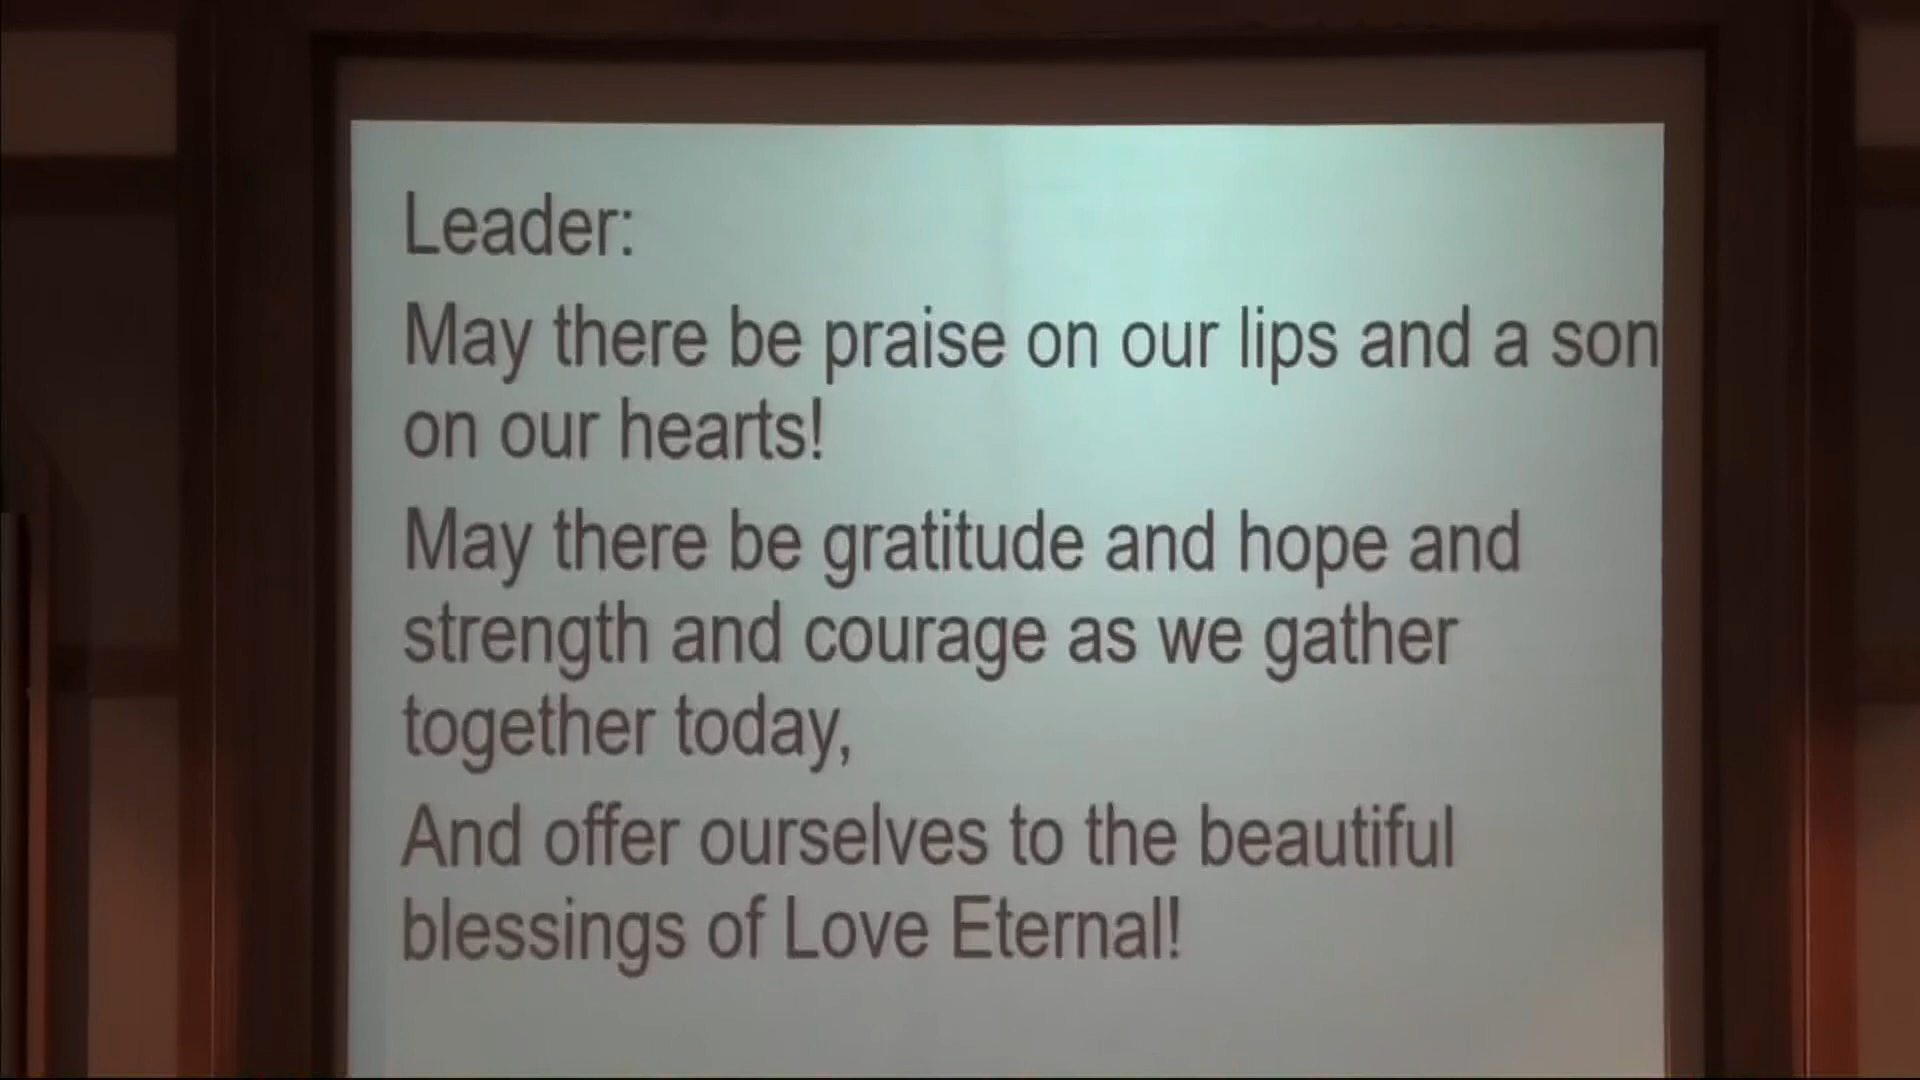 Leader:
May there be praise on our lips and a son
on our hearts!
May there be gratitude and hope and
strength and courage as we gather
together today,
And offer ourselves to the beautiful
blessings of Love Eternal!